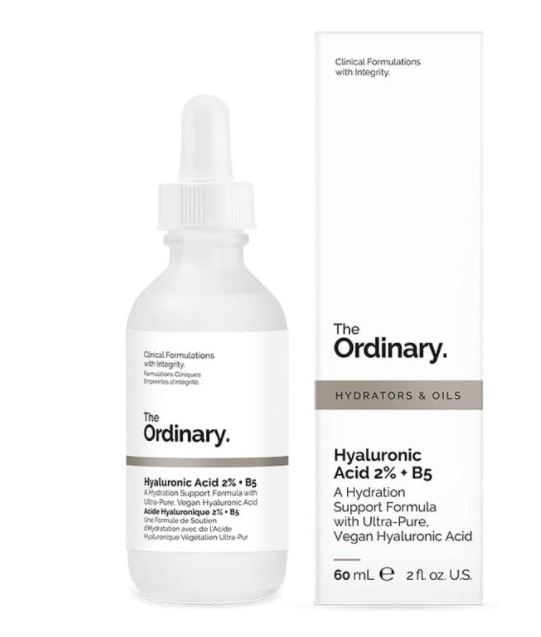 Clinical Formulations
with Integrity.
Formulations Cliniques
Empreintes d'intégrité.
The
Ordinary.
Hyaluronic Acid 2% + B5
A Hydration Support Formula with
Ultra-Pure, Vegan Hyaluronic Acid
Acide Hyaluronique 2% + B5
Une Formule de Soutien
d'Hydratation avec de l'Acide
Hyaluronique Végétalien Ultra-Pur
Clinical Formulations
with Integrity.
The
Ordinary.
HYDRATORS & OILS
Hyaluronic
Acid 2% + B5
A Hydration
Support Formula
with Ultra-Pure,
Vegan Hyaluronic Acid
60 mL ℮ 2 fl. oz. U.S.